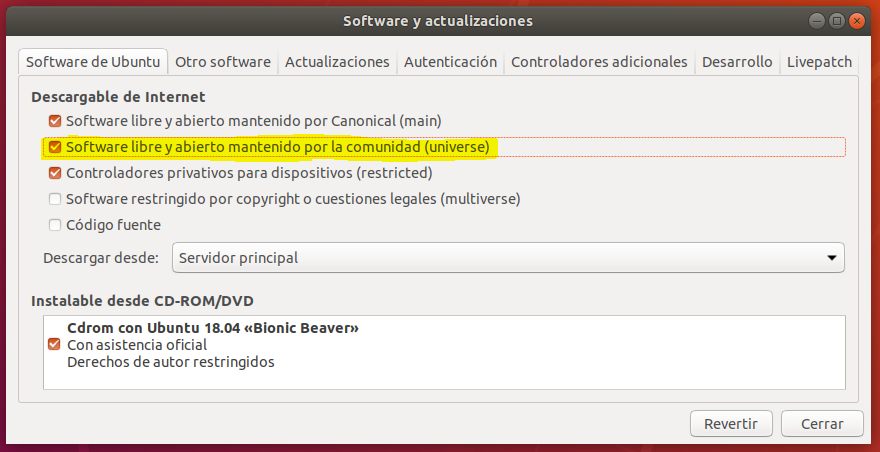 Software y actualizaciones
Software de Ubuntu Otro software Actualizaciones Autenticación Controladores adicionales Desarrollo Livepatch
Descargable de Internet
Software libre y abierto mantenido por Canonical (main)
Software libre y abierto mantenido por la comunidad (universe)
Controladores privativos para dispositivos (restricted)
Software restringido por copyright o cuestiones legales (multiverse)
Código fuente
Descargar desde: Servidor principal
Instalable desde CD-ROM/DVD
Cdrom con Ubuntu 18.04 «Bionic Beaver»
Con asistencia oficial
Derechos de autor restringidos
Revertir Cerrar